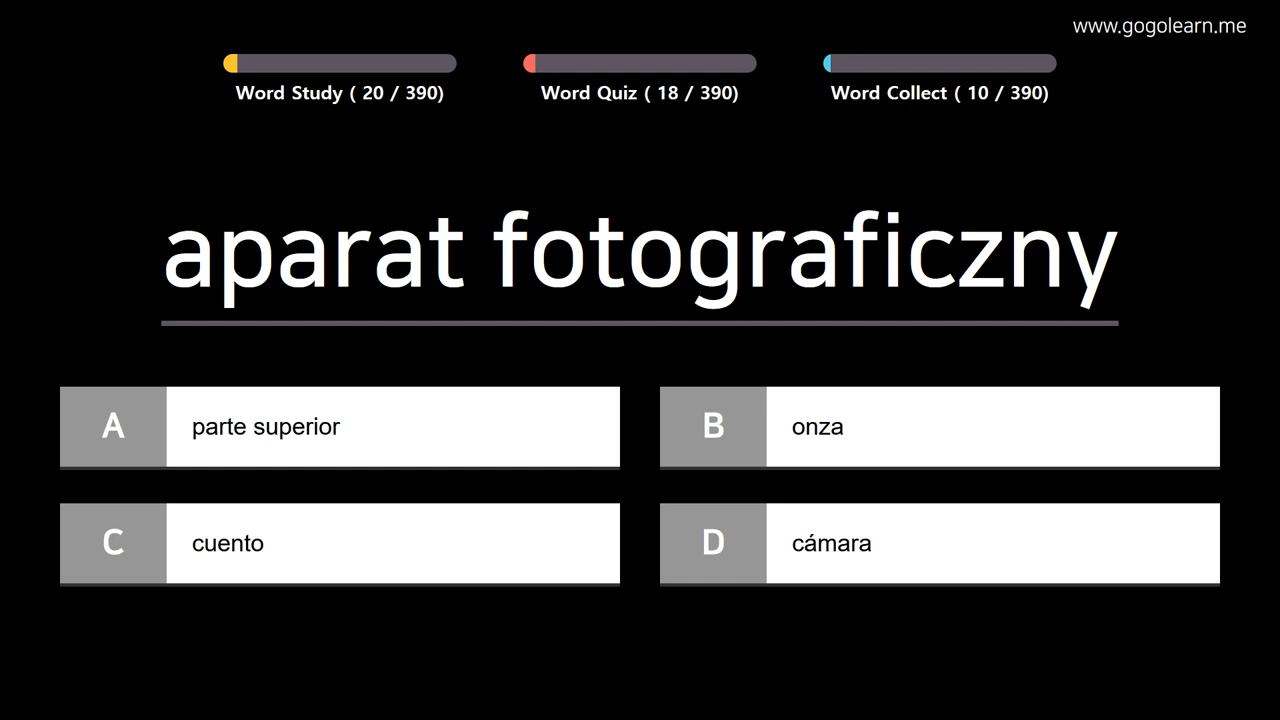 www.gogolearn.me
Word Study ( 20 / 390)
Word Quiz ( 18 / 390)
Word Collect ( 10 / 390)
aparat fotograficzny
A parte superior
B onza
C cuento
D cámara